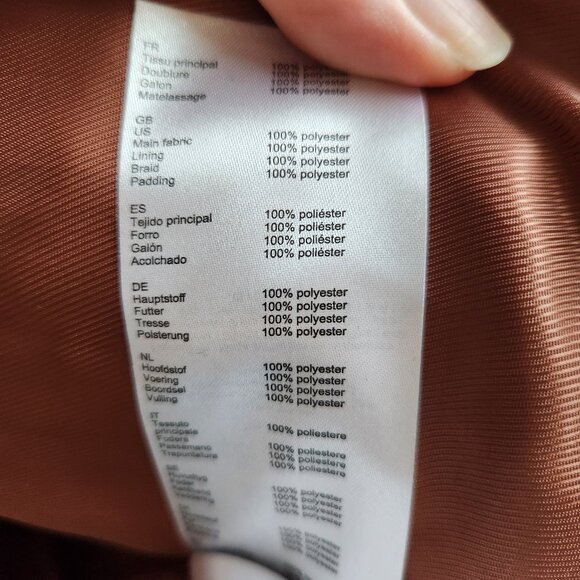 FR
Tissu principal 100% polyester
Doublure 100% polyester
Galon 100% polyester
Matelassage
GB
US
Main fabric 100% polyester
Lining 100% polyester
Braid 100% polyester
Padding 100% polyester
ES
Tejido principal 100% poliéster
Forro 100% poliéster
Galón 100% poliéster
Acolchado 100% poliéster
DE
Hauptstoff 100% polyester
Futter 100% polyester
Tresse 100% polyester
Polsterung 100% polyester
NL
Hoofdstof 100% polyester
Voering 100% polyester
Boordsel 100% polyester
Vulling 100% polyester
IT
Tessuto
principale 100% poliestere
Fodera 100% poliestere
Passamano 100% poliestere
Trapuntatura 100% poliestere
SE
100% polyester
100% polyester
100% polyester
100% polyester
100% polyester
100% polyester